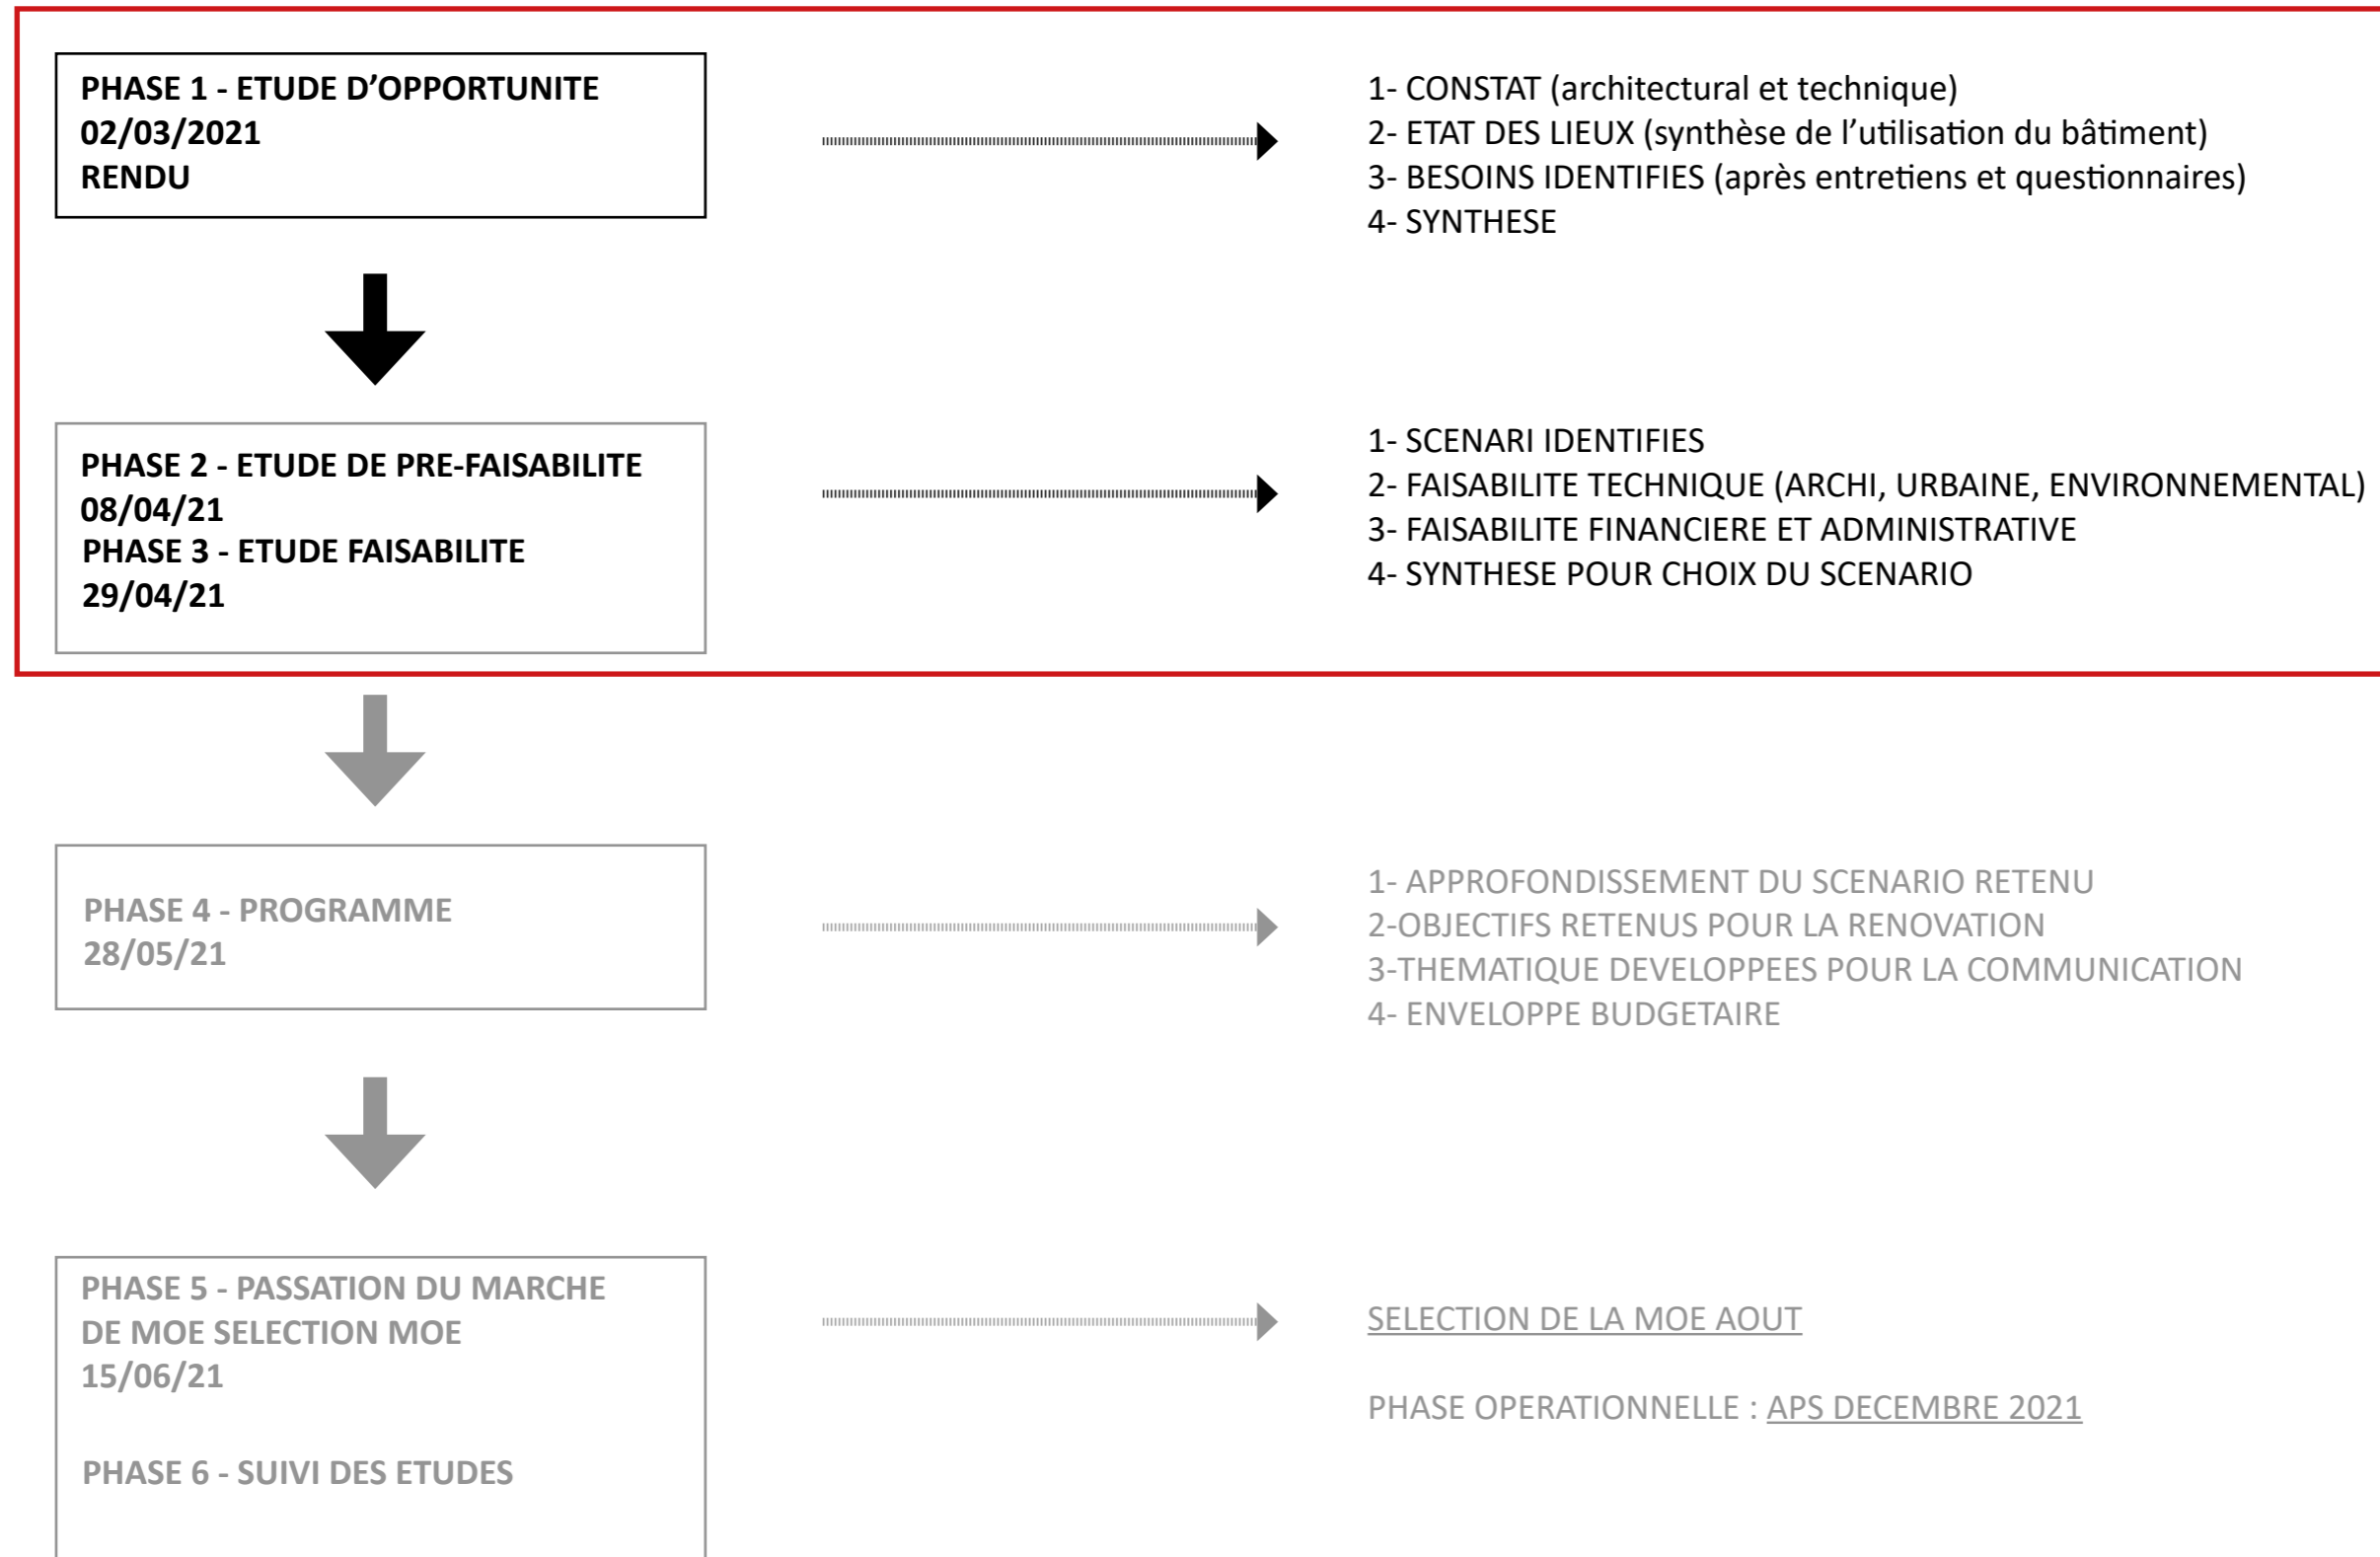 PHASE 1 - ETUDE D’OPPORTUNITE
02/03/2021
RENDU
1- CONSTAT (architectural et technique)
2- ETAT DES LIEUX (synthèse de l’utilisation du bâtiment)
3- BESOINS IDENTIFIES (après entretiens et questionnaires)
4- SYNTHESE
PHASE 2 - ETUDE DE PRE-FAISABILITE
08/04/21
PHASE 3 - ETUDE FAISABILITE
29/04/21
1- SCENARI IDENTIFIES
2- FAISABILITE TECHNIQUE (ARCHI, URBAINE, ENVIRONNEMENTAL)
3- FAISABILITE FINANCIERE ET ADMINISTRATIVE
4- SYNTHESE POUR CHOIX DU SCENARIO
PHASE 4 - PROGRAMME
28/05/21
1- APPROFONDISSEMENT DU SCENARIO RETENU
2-OBJECTIFS RETENUS POUR LA RENOVATION
3-THEMATIQUE DEVELOPPEES POUR LA COMMUNICATION
4- ENVELOPPE BUDGETAIRE
PHASE 5 - PASSATION DU MARCHE
DE MOE SELECTION MOE
15/06/21
PHASE 6 - SUIVI DES ETUDES
SELECTION DE LA MOE AOUT
PHASE OPERATIONNELLE : APS DECEMBRE 2021